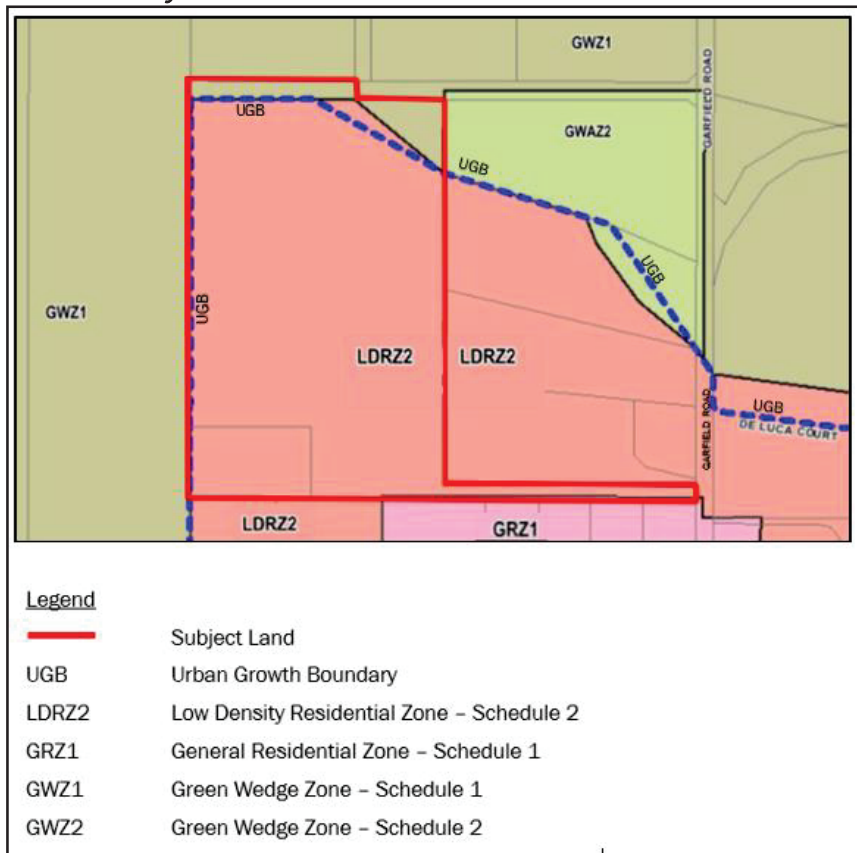 GWZ1
GARFIELD ROAD
UGB
GWAZ2
UGB
UGB
GWZ1
UGB
LDRZ2
LDRZ2
GARFIELD ROAD
UGB
DE LUCA COURT
LDRZ2
GRZ1
Legend
Subject Land
UGB Urban Growth Boundary
LDRZ2 Low Density Residential Zone – Schedule 2
GRZ1 General Residential Zone – Schedule 1
GWZ1 Green Wedge Zone – Schedule 1
GWZ2 Green Wedge Zone – Schedule 2